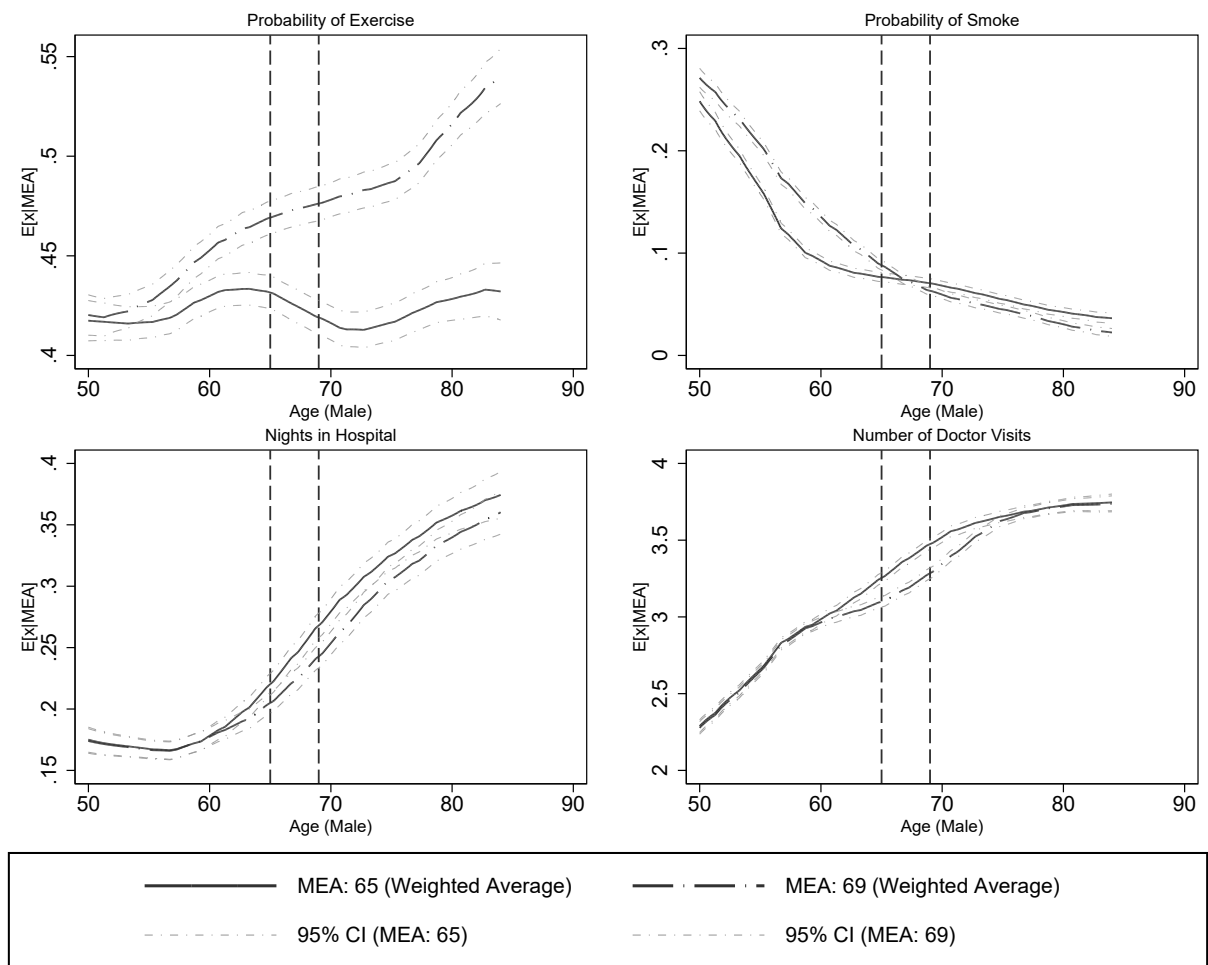 Probability of Exercise
E[x|MEA]
.55
.5
.45
.4
50 60 70 80 90
Age (Male)
Probability of Smoke
E[x|MEA]
.3
.2
.1
0
50 60 70 80 90
Age (Male)
Nights in Hospital
E[x|MEA]
.4
.35
.3
.25
.2
.15
50 60 70 80 90
Age (Male)
Number of Doctor Visits
E[x|MEA]
4
3.5
3
2.5
2
50 60 70 80 90
Age (Male)
MEA: 65 (Weighted Average) MEA: 69 (Weighted Average)
95% CI (MEA: 65) 95% CI (MEA: 69)